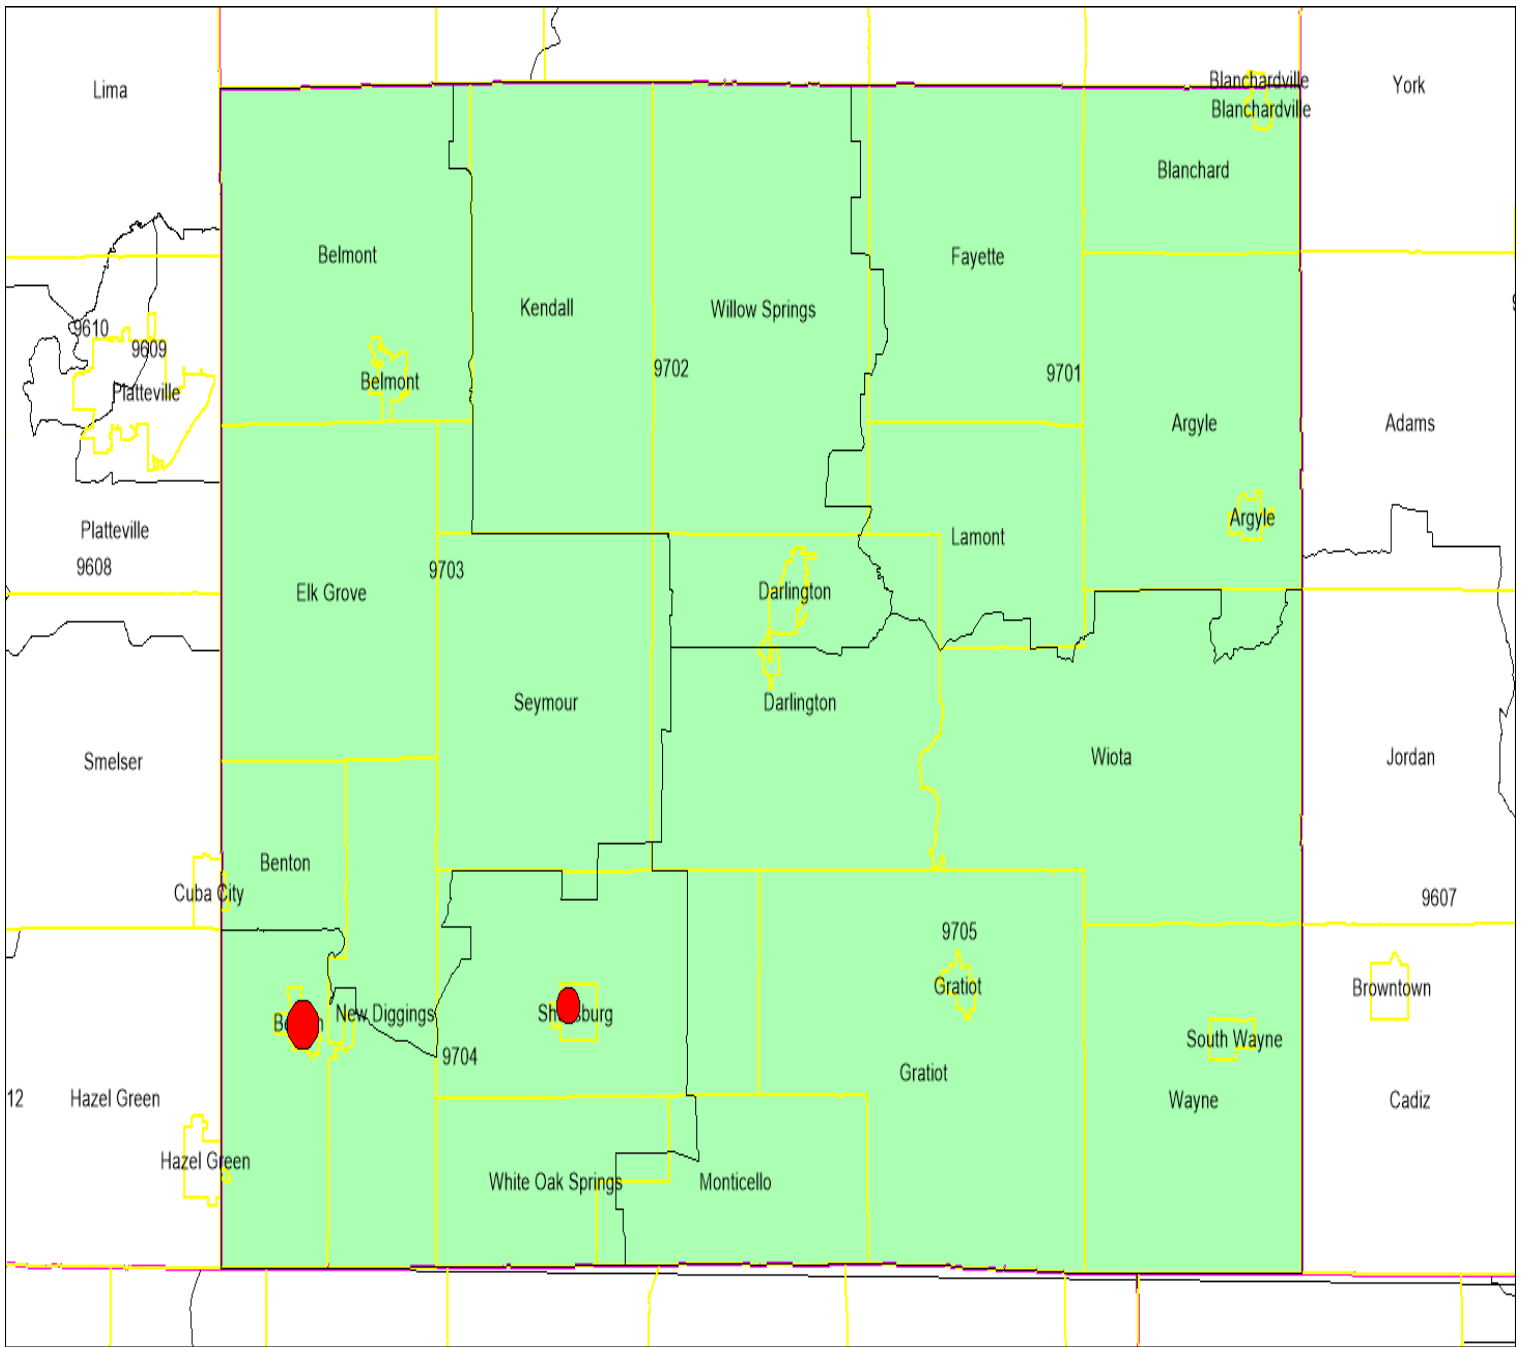 Lima
Blanchardville
York
Blanchardville
Blanchard
Belmont
Fayette
Kendall
Willow Springs
9610
9609
9702
9701
Belmont
Platteville
Argyle
Adams
Argyle
Platteville
Lamont
9608
9703
Elk Grove
Darlington
Seymour
Darlington
Smelser
Wiota
Jordan
Benton
Cuba City
9607
9705
Gratiot
Browntown
New Diggings
South Wayne
9704
Gratiot
12
Hazel Green
Wayne
Cadiz
Hazel Green
White Oak Springs
Monticello